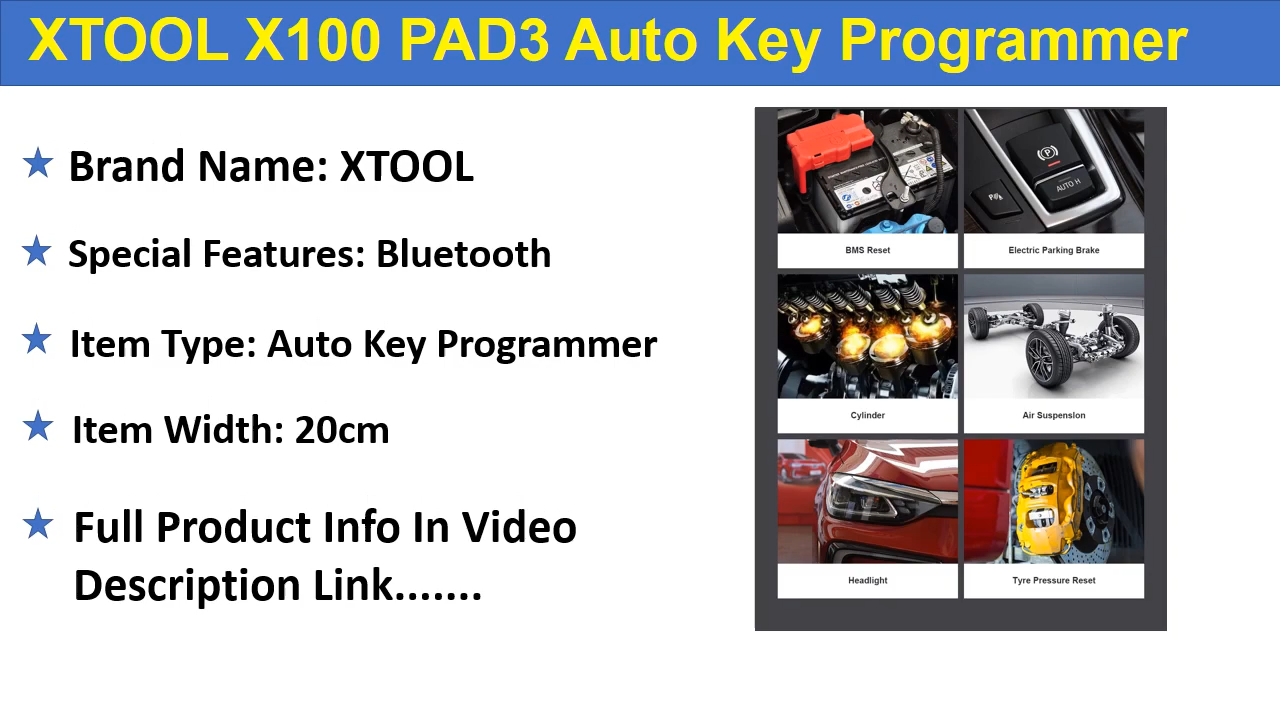 XTOOL X100 PAD3 Auto Key Programmer
Brand Name: XTOOL
Special Features: Bluetooth
Item Type: Auto Key Programmer
Item Width: 20cm
Full Product Info In Video
Description Link.......
BMS Reset
Electric Parking Brake
AUTO H
Cylinder
Air Suspenslon
Headlight
Tyre Pressure Reset